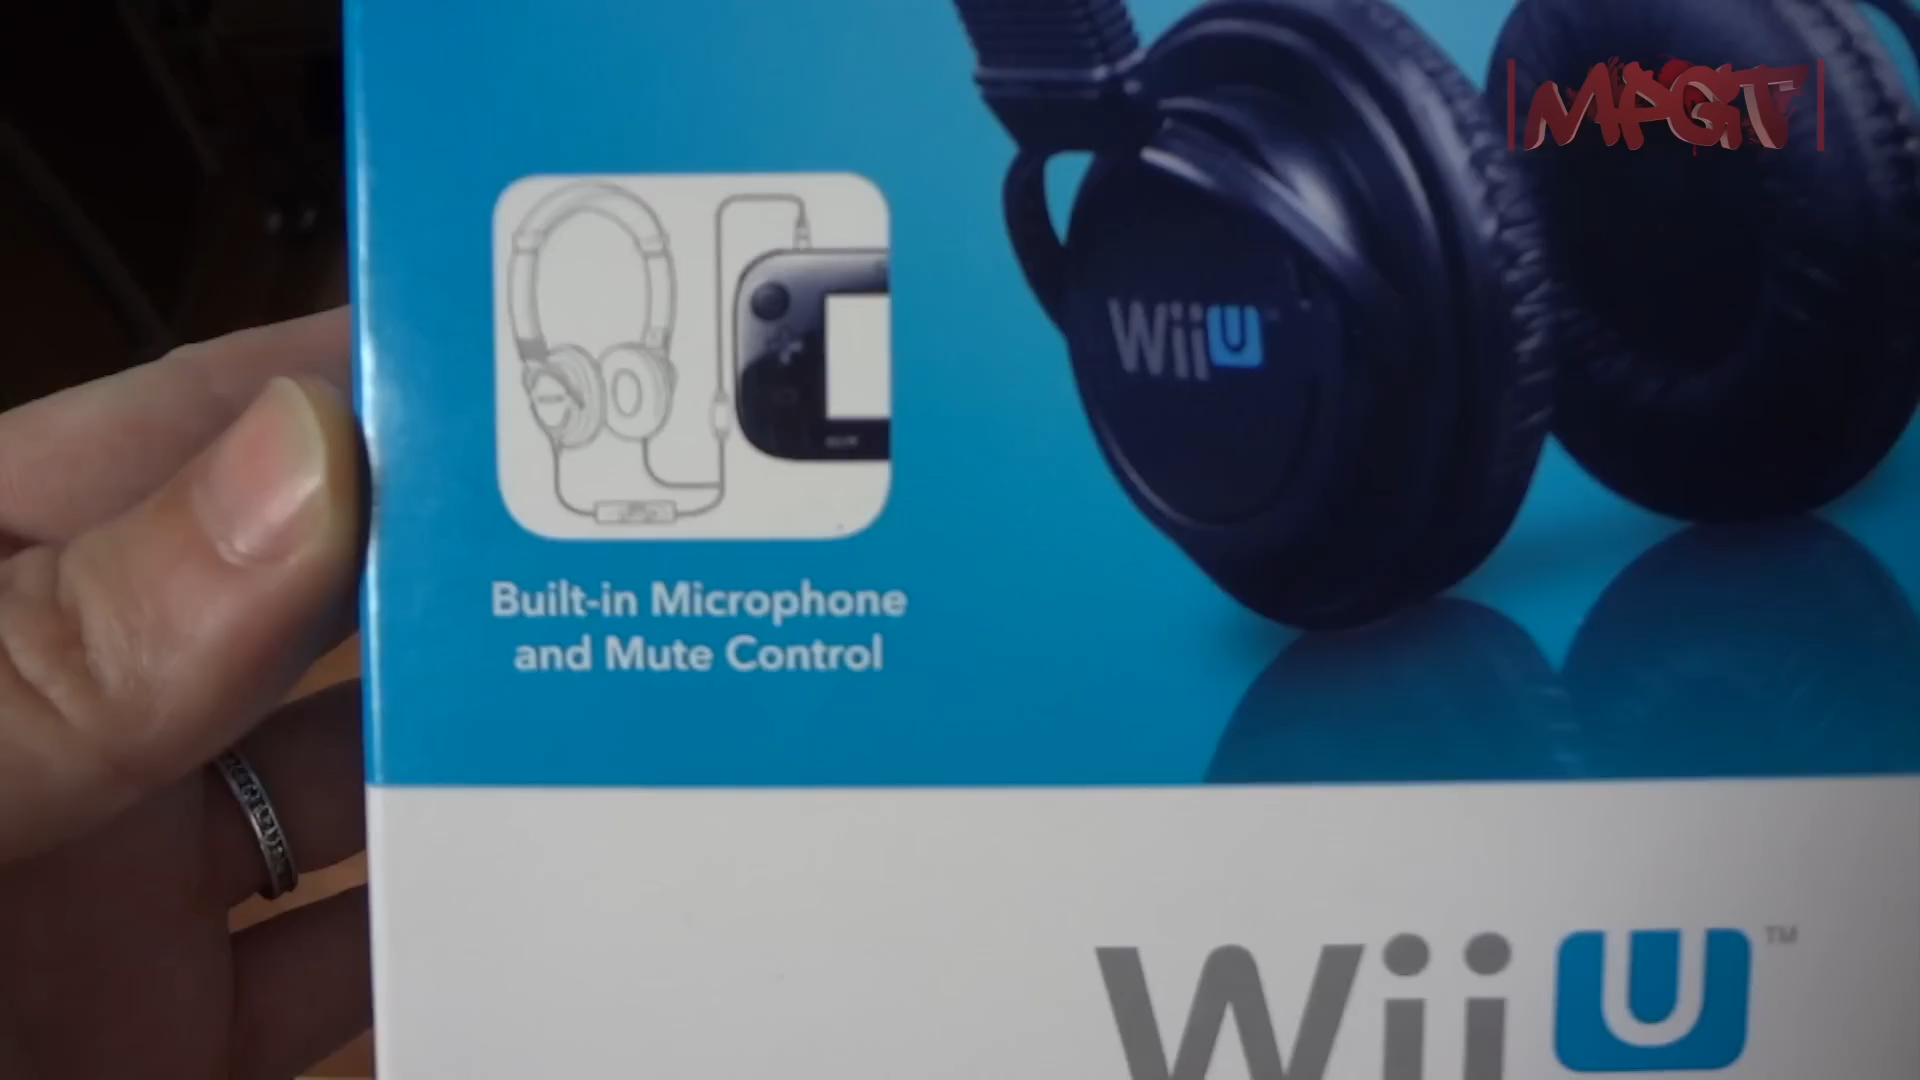 MPGT
WiiU
Built-in Microphone
and Mute Control
WiiU™